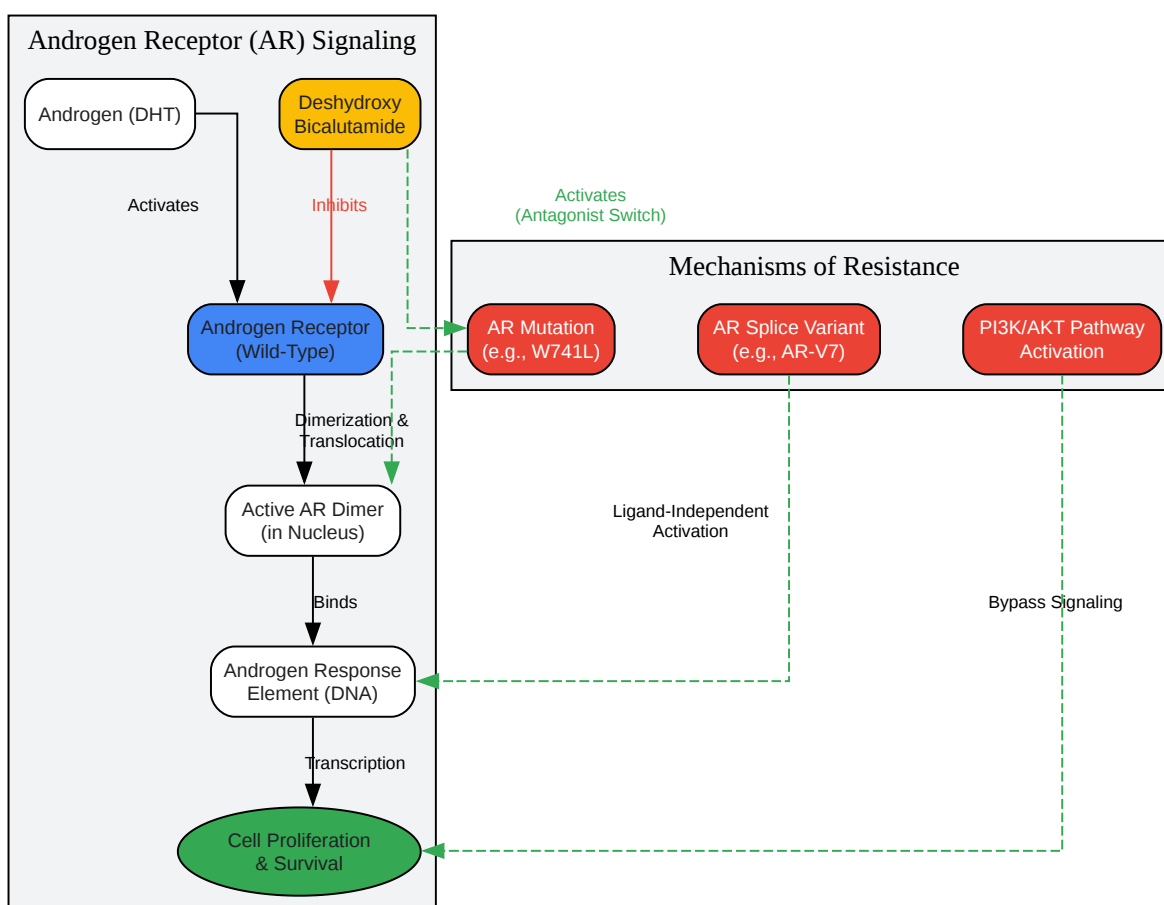 Androgen Receptor (AR) Signaling
Androgen (DHT)
Deshydroxy
Bicalutamide
Activates
Inhibits
Activates
(Antagonist Switch)
Mechanisms of Resistance
Androgen Receptor
(Wild-Type)
AR Mutation
(e.g., W741L)
AR Splice Variant
(e.g., AR-V7)
PI3K/AKT Pathway
Activation
Dimerization &
Translocation
Active AR Dimer
(in Nucleus)
Ligand-Independent
Activation
Binds
Bypass Signaling
Androgen Response
Element (DNA)
Transcription
Cell Proliferation
& Survival